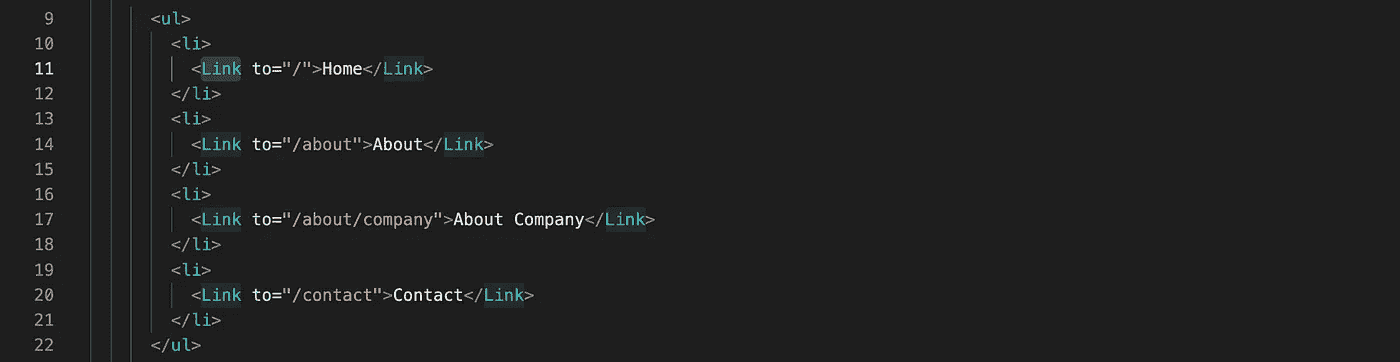 9 <ul>
10 <li>
11 <Link to="/">Home</Link>
12 </li>
13 <li>
14 <Link to="/about">About</Link>
15 </li>
16 <li>
17 <Link to="/about/company">About Company</Link>
18 </li>
19 <li>
20 <Link to="/contact">Contact</Link>
21 </li>
22 </ul>